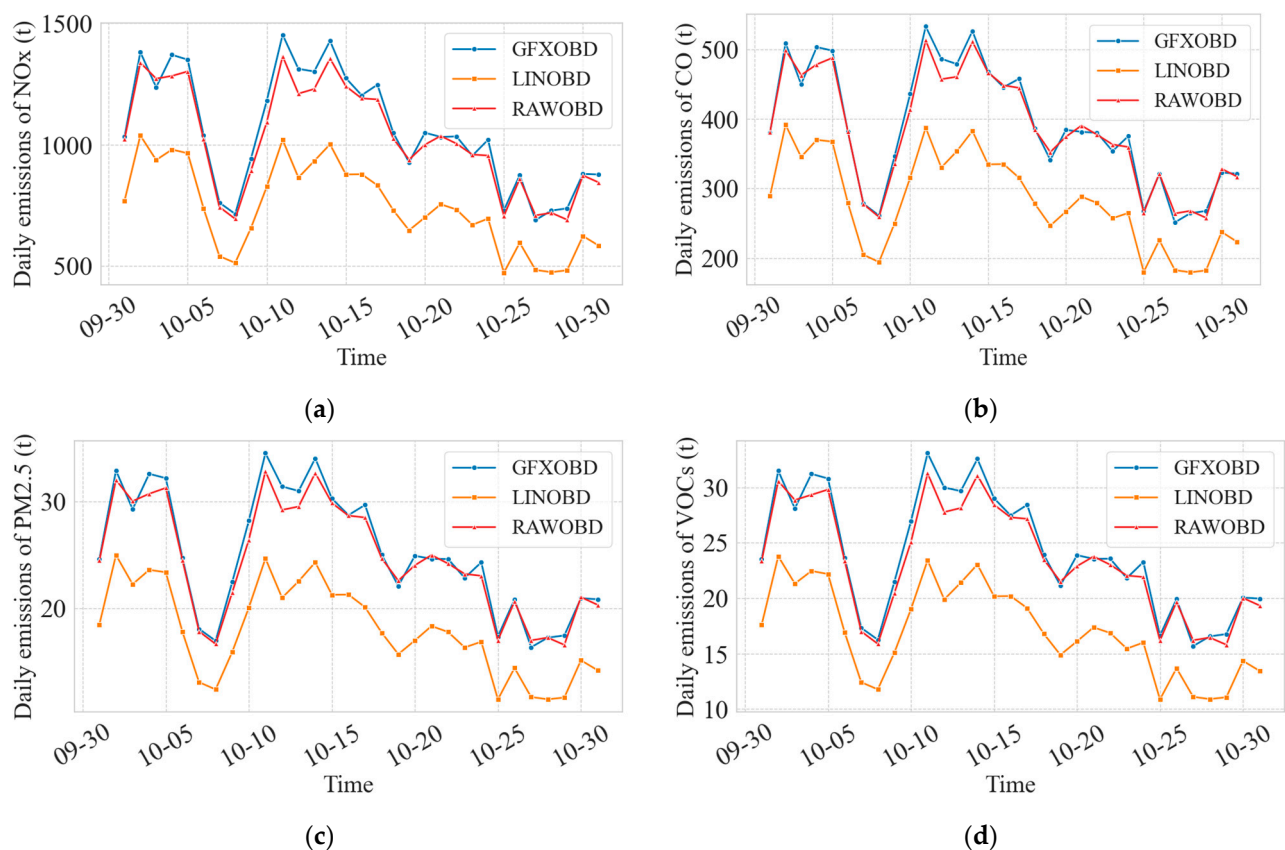 Daily emissions of NOx (t)
1500
1000
500
GFXOBD
LINOBD
RAWOBD
09-30
10-05
10-10
10-15
10-20
10-25
10-30
Time
(a)
Daily emissions of CO (t)
500
400
300
200
GFXOBD
LINOBD
RAWOBD
09-30
10-05
10-10
10-15
10-20
10-25
10-30
Time
(b)
Daily emissions of PM2.5 (t)
30
20
GFXOBD
LINOBD
RAWOBD
09-30
10-05
10-10
10-15
10-20
10-25
10-30
Time
(c)
Daily emissions of VOCs (t)
30
25
20
15
10
GFXOBD
LINOBD
RAWOBD
09-30
10-05
10-10
10-15
10-20
10-25
10-30
Time
(d)